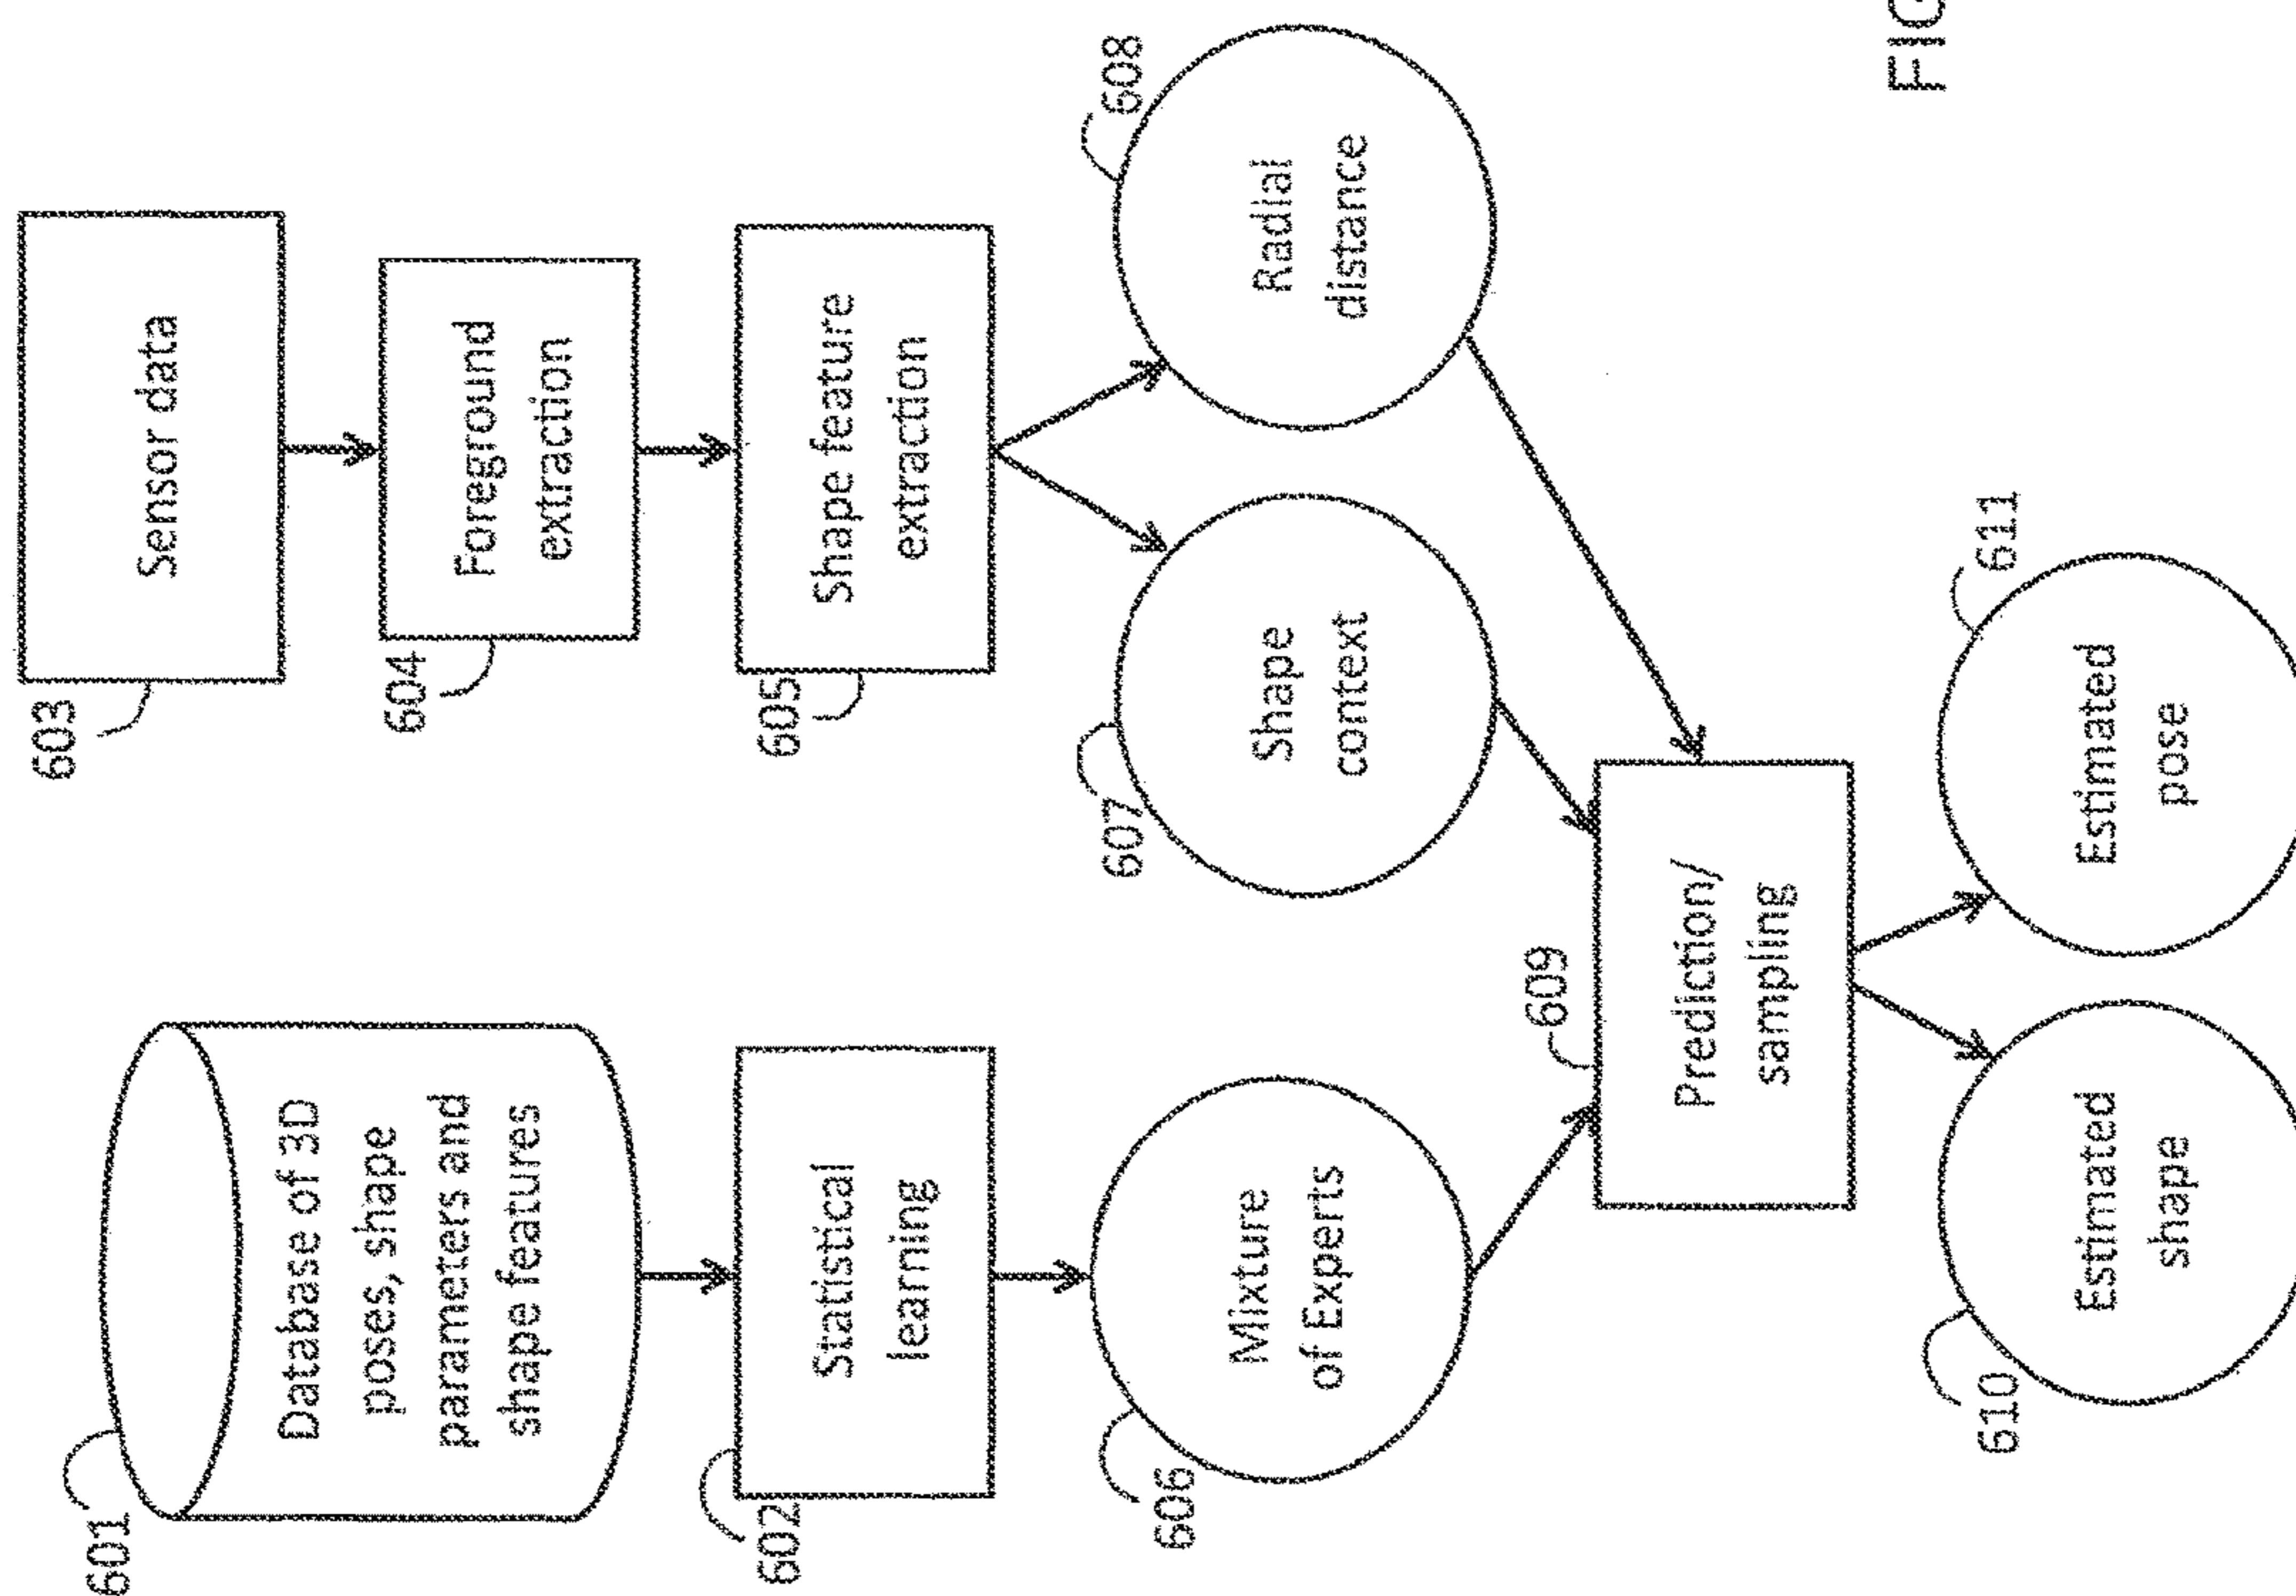 601
Database of 3D
poses, shape
parameters and
shape features
602
Statistical
learning
606
Mixture
of Experts
603
Sensor data
604
Foreground
extraction
605
Shape feature
extraction
607
Shape
context
608
Radial
distance
609
Prediction/
sampling
610
Estimated
shape
611
Estimated
pose
FIG